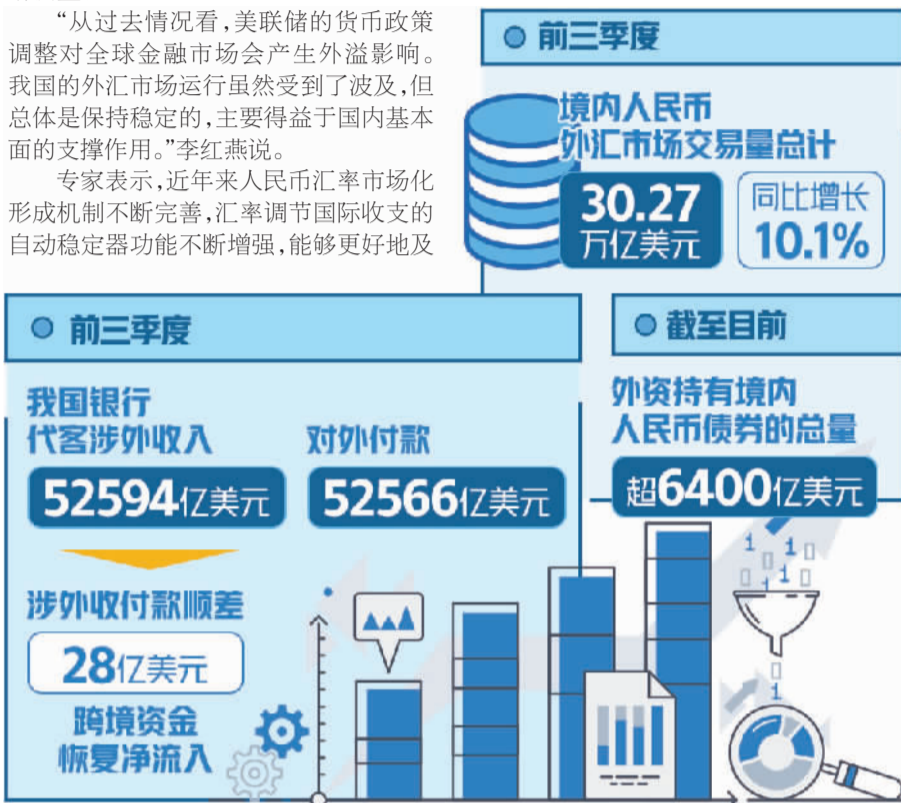 “从过去情况看,美联储的货币政策
调整对全球金融市场会产生外溢影响。
我国的外汇市场运行虽然受到了波及,但
总体是保持稳定的,主要得益于国内基本
面的支撑作用。”李红燕说。
专家表示,近年来人民币汇率市场化
形成机制不断完善,汇率调节国际收支的
自动稳定器功能不断增强,能够更好地及
前三季度
境内人民币
外汇市场交易量总计
30.27
万亿美元
同比增长
10.1%
前三季度
我国银行
代客涉外收入
52594亿美元
对外付款
52566亿美元
涉外收付款顺差
28亿美元
跨境资金
恢复净流入
截至目前
外资持有境内
人民币债券的总量
超6400亿美元
1
1
1
1
1